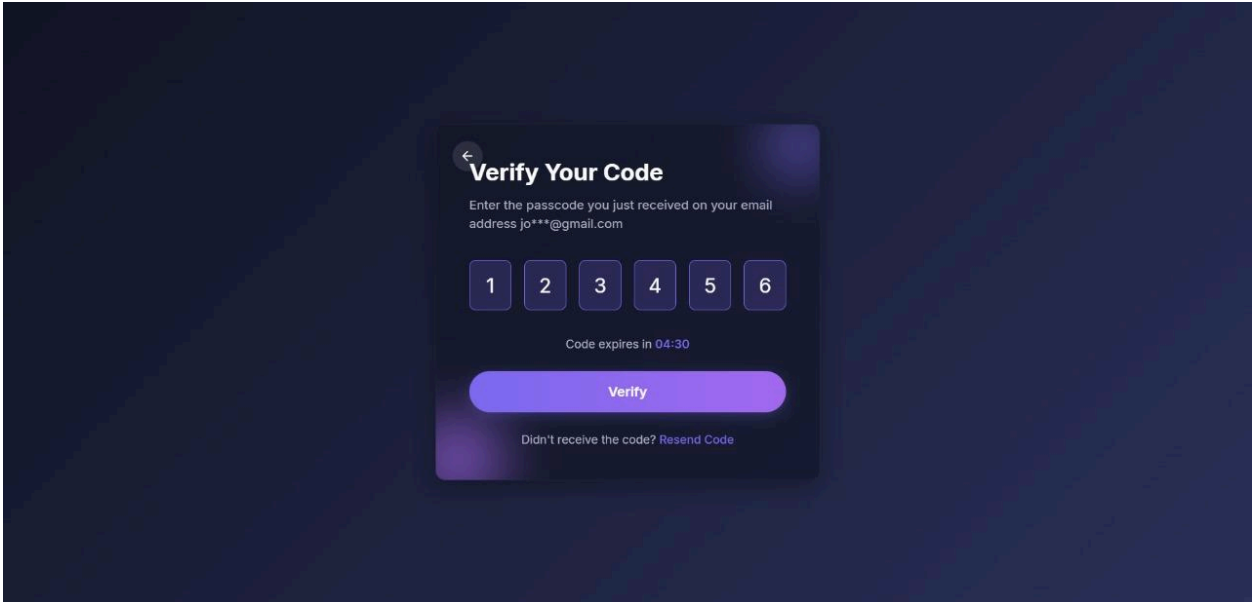 Verify Your Code
Enter the passcode you just received on your email
address jo***@gmail.com
1 2 3 4 5 6
Code expires in 04:30
Verify
Didn't receive the code? Resend Code